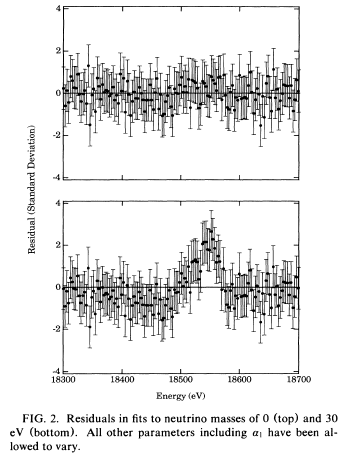 4
2
0
-2
-4
4
2
0
-2
-4
Residual (Standard Deviation)
18300 18400 18500 18600 18700
Energy (eV)
FIG. 2. Residuals in fits to neutrino masses of 0 (top) and 30
eV (bottom). All other parameters including α₁ have been al-
lowed to vary.